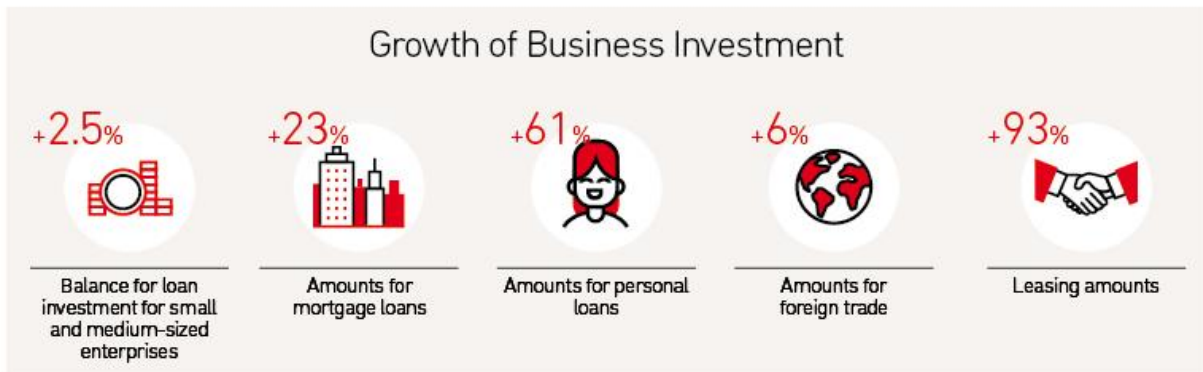 Growth of Business Investment
+2.5%
Balance for loan
investment for small
and medium-sized
enterprises
+23%
Amounts for
mortgage loans
+61%
Amounts for personal
loans
+6%
Amounts for
foreign trade
+93%
Leasing amounts